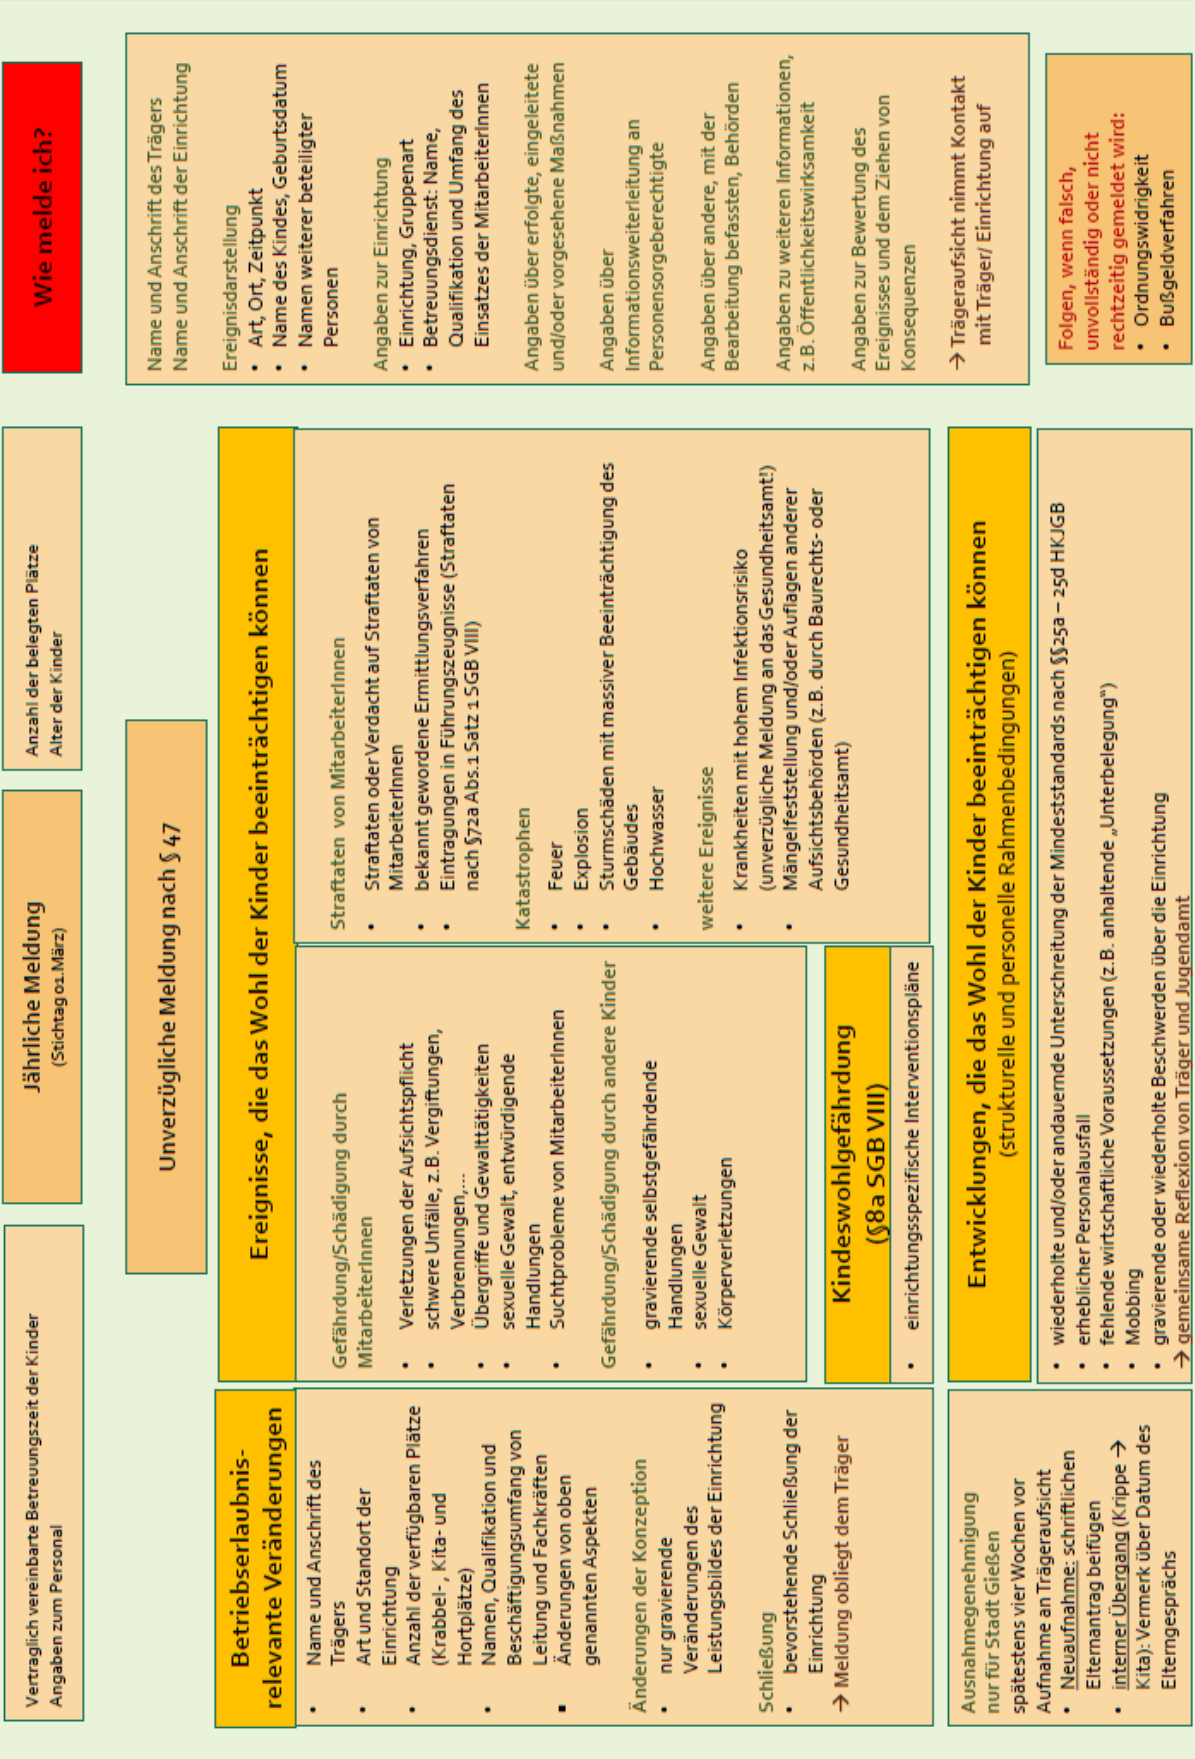 Vertraglich vereinbarte Betreuungszeit der Kinder
Angaben zum Personal
Jährliche Meldung
(Stichtag 01.März)
Anzahl der belegten Plätze
Alter der Kinder
Wie melde ich?
Unverzügliche Meldung nach § 47
Betriebserlaubnis-
relevante Veränderungen
• Name und Anschrift des
Trägers
• Art und Standort der
Einrichtung
• Anzahl der verfügbaren Plätze
(Krabbel-, Kita- und
Hortplätze)
• Namen, Qualifikation und
Beschäftigungsumfang von
Leitung und Fachkräften
▪ Änderungen von oben
genannten Aspekten
Änderungen der Konzeption
• nur gravierende
Veränderungen des
Leistungsbildes der Einrichtung
Schließung
• bevorstehende Schließung der
Einrichtung
→ Meldung obliegt dem Träger
Ereignisse, die das Wohl der Kinder beeinträchtigen können
Gefährdung/Schädigung durch
MitarbeiterInnen
• Verletzungen der Aufsichtspflicht
• schwere Unfälle, z.B. Vergiftungen,
Verbrennungen,...
• Übergriffe und Gewalttätigkeiten
• sexuelle Gewalt, entwürdigende
Handlungen
• Suchtprobleme von MitarbeiterInnen
Gefährdung/Schädigung durch andere Kinder
• gravierende selbstgefährdende
Handlungen
• sexuelle Gewalt
• Körperverletzungen
Straftaten von MitarbeiterInnen
• Straftaten oder Verdacht auf Straftaten von
MitarbeiterInnen
• bekannt gewordene Ermittlungsverfahren
• Eintragungen in Führungszeugnisse (Straftaten
nach §72a Abs.1 Satz 1 SGB VIII)
Katastrophen
• Feuer
• Explosion
• Sturmschäden mit massiver Beeinträchtigung des
Gebäudes
• Hochwasser
weitere Ereignisse
• Krankheiten mit hohem Infektionsrisiko
(unverzügliche Meldung an das Gesundheitsamt!)
• Mängelfeststellung und/oder Auflagen anderer
Aufsichtsbehörden (z.B. durch Baurechts- oder
Gesundheitsamt)
Kindeswohlgefährdung
(§8a SGB VIII)
• einrichtungsspezifische Interventionspläne
Ausnahmegenehmigung
nur für Stadt Gießen
spätestens vier Wochen vor
Aufnahme an Trägeraufsicht
• Neuaufnahme: schriftlichen
Elternantrag beifügen
• interner Übergang (Krippe →
Kita): Vermerk über Datum des
Elterngesprächs
Entwicklungen, die das Wohl der Kinder beeinträchtigen können
(strukturelle und personelle Rahmenbedingungen)
• wiederholte und/oder andauernde Unterschreitung der Mindeststandards nach §§25a – 25d HKJGB
• erheblicher Personalausfall
• fehlende wirtschaftliche Voraussetzungen (z.B. anhaltende „Unterbelegung“)
• Mobbing
• gravierende oder wiederholte Beschwerden über die Einrichtung
→ gemeinsame Reflexion von Träger und Jugendamt
Name und Anschrift des Trägers
Name und Anschrift der Einrichtung
Ereignisdarstellung
• Art, Ort, Zeitpunkt
• Name des Kindes, Geburtsdatum
• Namen weiterer beteiligter
Personen
Angaben zur Einrichtung
• Einrichtung, Gruppenart
• Betreuungsdienst: Name,
Qualifikation und Umfang des
Einsatzes der MitarbeiterInnen
Angaben über erfolgte, eingeleitete
und/oder vorgesehene Maßnahmen
Angaben über
Informationsweiterleitung an
Personensorgeberechtigte
Angaben über andere, mit der
Bearbeitung befassten, Behörden
Angaben zu weiteren Informationen,
z.B. Öffentlichkeitswirksamkeit
Angaben zur Bewertung des
Ereignisses und dem Ziehen von
Konsequenzen
→ Trägeraufsicht nimmt Kontakt
mit Träger/ Einrichtung auf
Folgen, wenn falsch,
unvollständig oder nicht
rechtzeitig gemeldet wird:
• Ordnungswidrigkeit
• Bußgeldverfahren